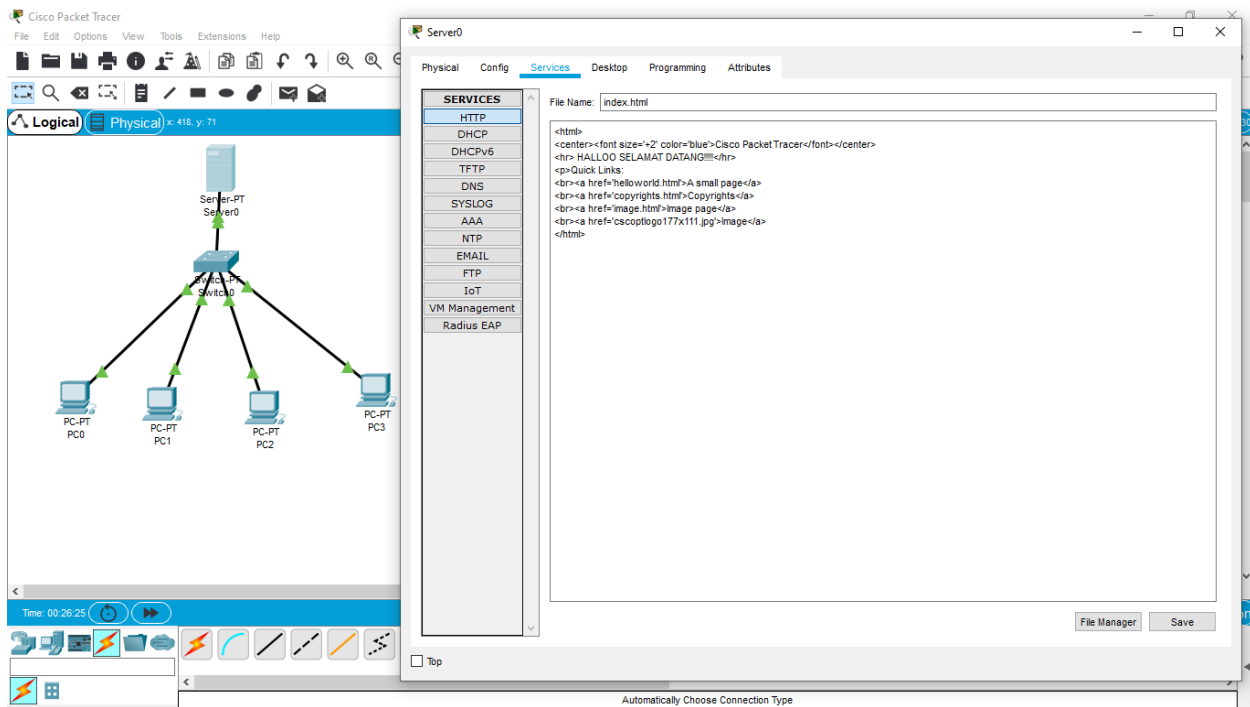 Cisco Packet Tracer
File Edit Options View Tools Extensions Help
Logical Physical x: 418, y: 71
Server-PT
Server0
Switch-PT
Switch0
PC-PT
PC0
PC-PT
PC1
PC-PT
PC2
PC-PT
PC3
Time: 00:26:25
Automatically Choose Connection Type
Server0
Physical Config Services Desktop Programming Attributes
SERVICES
HTTP
DHCP
DHCPv6
TFTP
DNS
SYSLOG
AAA
NTP
EMAIL
FTP
IoT
VM Management
Radius EAP
File Name: index.html
<html>
<center><font size='+2' color='blue'>Cisco Packet Tracer</font></center>
<hr> HALLOO SELAMAT DATANG!!!!</hr>
<p>Quick Links:
<br><a href='helloworld.html'>A small page</a>
<br><a href='copyrights.html'>Copyrights</a>
<br><a href='image.html'>Image page</a>
<br><a href='cscoptlogo177x111.jpg'>Image</a>
</html>
File Manager Save
Top